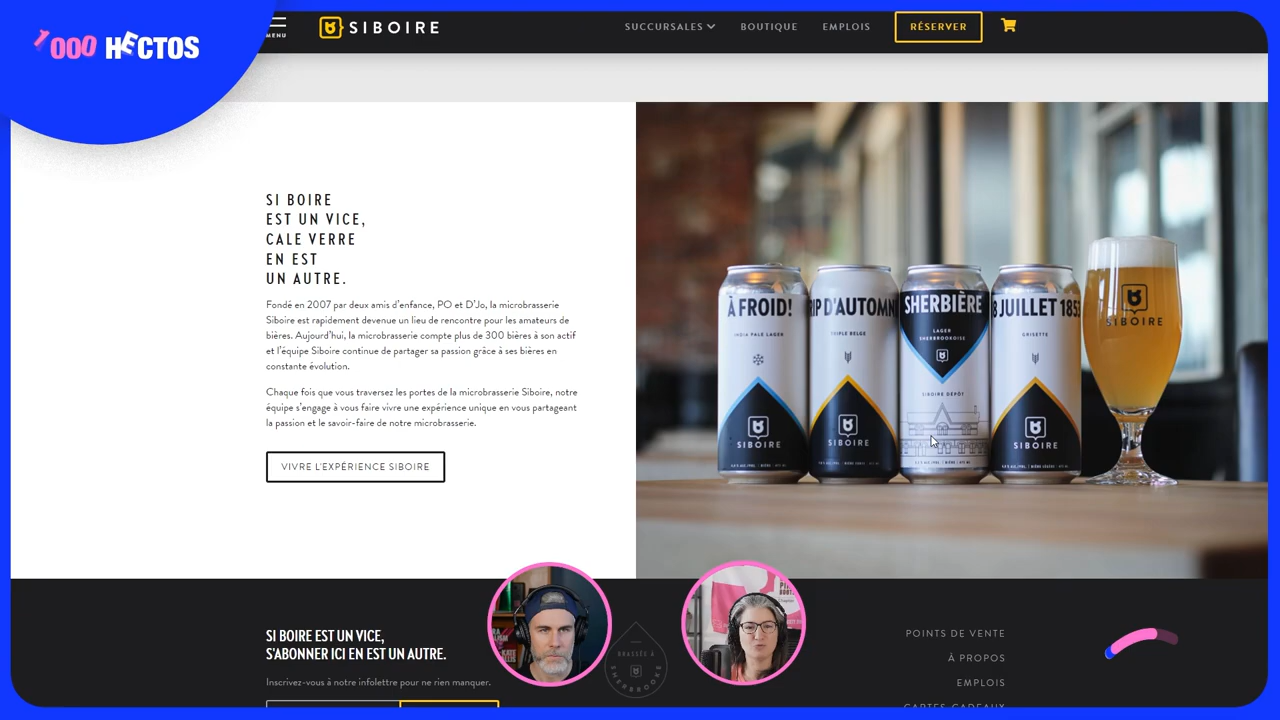 1000 HECTOS
MENU
SIBOIRE
SUCCURSALES
BOUTIQUE
EMPLOIS
RÉSERVER
SI BOIRE
EST UN VICE,
CALE VERRE
EN EST
UN AUTRE.
Fondé en 2007 par deux amis d'enfance, PO et D'Jo, la microbrasserie
Siboire est rapidement devenue un lieu de rencontre pour les amateurs de
bières. Aujourd'hui, la microbrasserie compte plus de 300 bières à son actif
et l'équipe Siboire continue de partager sa passion grâce à ses bières en
constante évolution.
Chaque fois que vous traversez les portes de la microbrasserie Siboire, notre
équipe s'engage à vous faire vivre une expérience unique en vous partageant
la passion et le savoir-faire de notre microbrasserie.
VIVRE L'EXPÉRIENCE SIBOIRE
À FROID!
INDIA PALE LAGER
SIBOIRE
RIP D'AUTOMN
TRIPLE BELGE
SIBOIRE
SHERBIÈRE
LAGER
SHERBROOKOISE
SIBOIRE DÉPÔT
8 JUILLET 185
GRISETTE
SIBOIRE
SIBOIRE
SI BOIRE EST UN VICE,
S'ABONNER ICI EN EST UN AUTRE.
Inscrivez-vous à notre infolettre pour ne rien manquer.
BRASSÉE À
SHERBROOKE
POINTS DE VENTE
À PROPOS
EMPLOIS
CARTES-CADEAUX